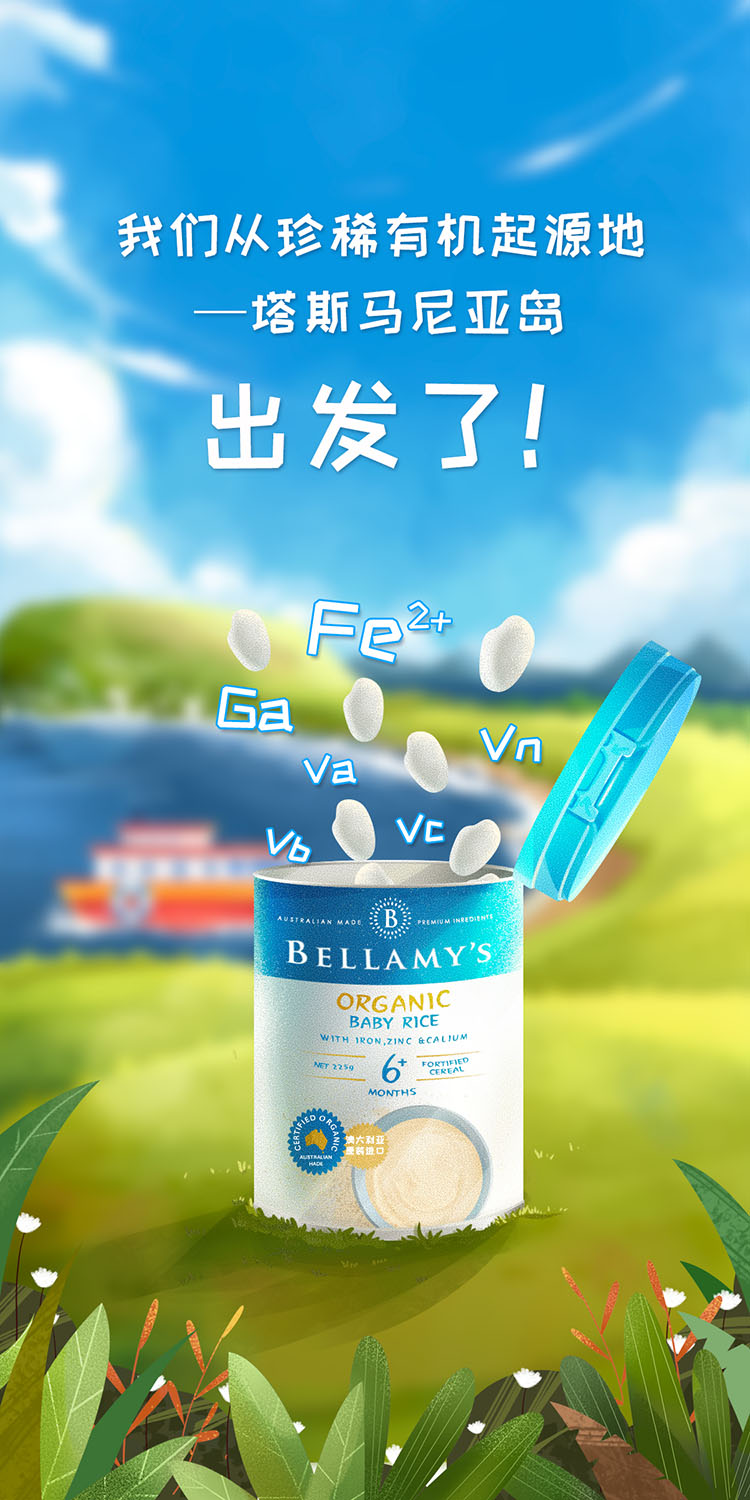 我们从珍稀有机起源地
—塔斯马尼亚岛
出发了!
Fe²⁺
Ga
Vn
Va
Vc
Vb
AUSTRALIAN MADE
B
PREMIUM INGREDIENTS
BELLAMY'S
ORGANIC
BABY RICE
WITH IRON,ZINC &CALIUM
NET 225g
6+
MONTHS
FORTIFIED
CEREAL
CERTIFIED ORGANIC
AUSTRALIAN
MADE
澳大利亚
原装进口